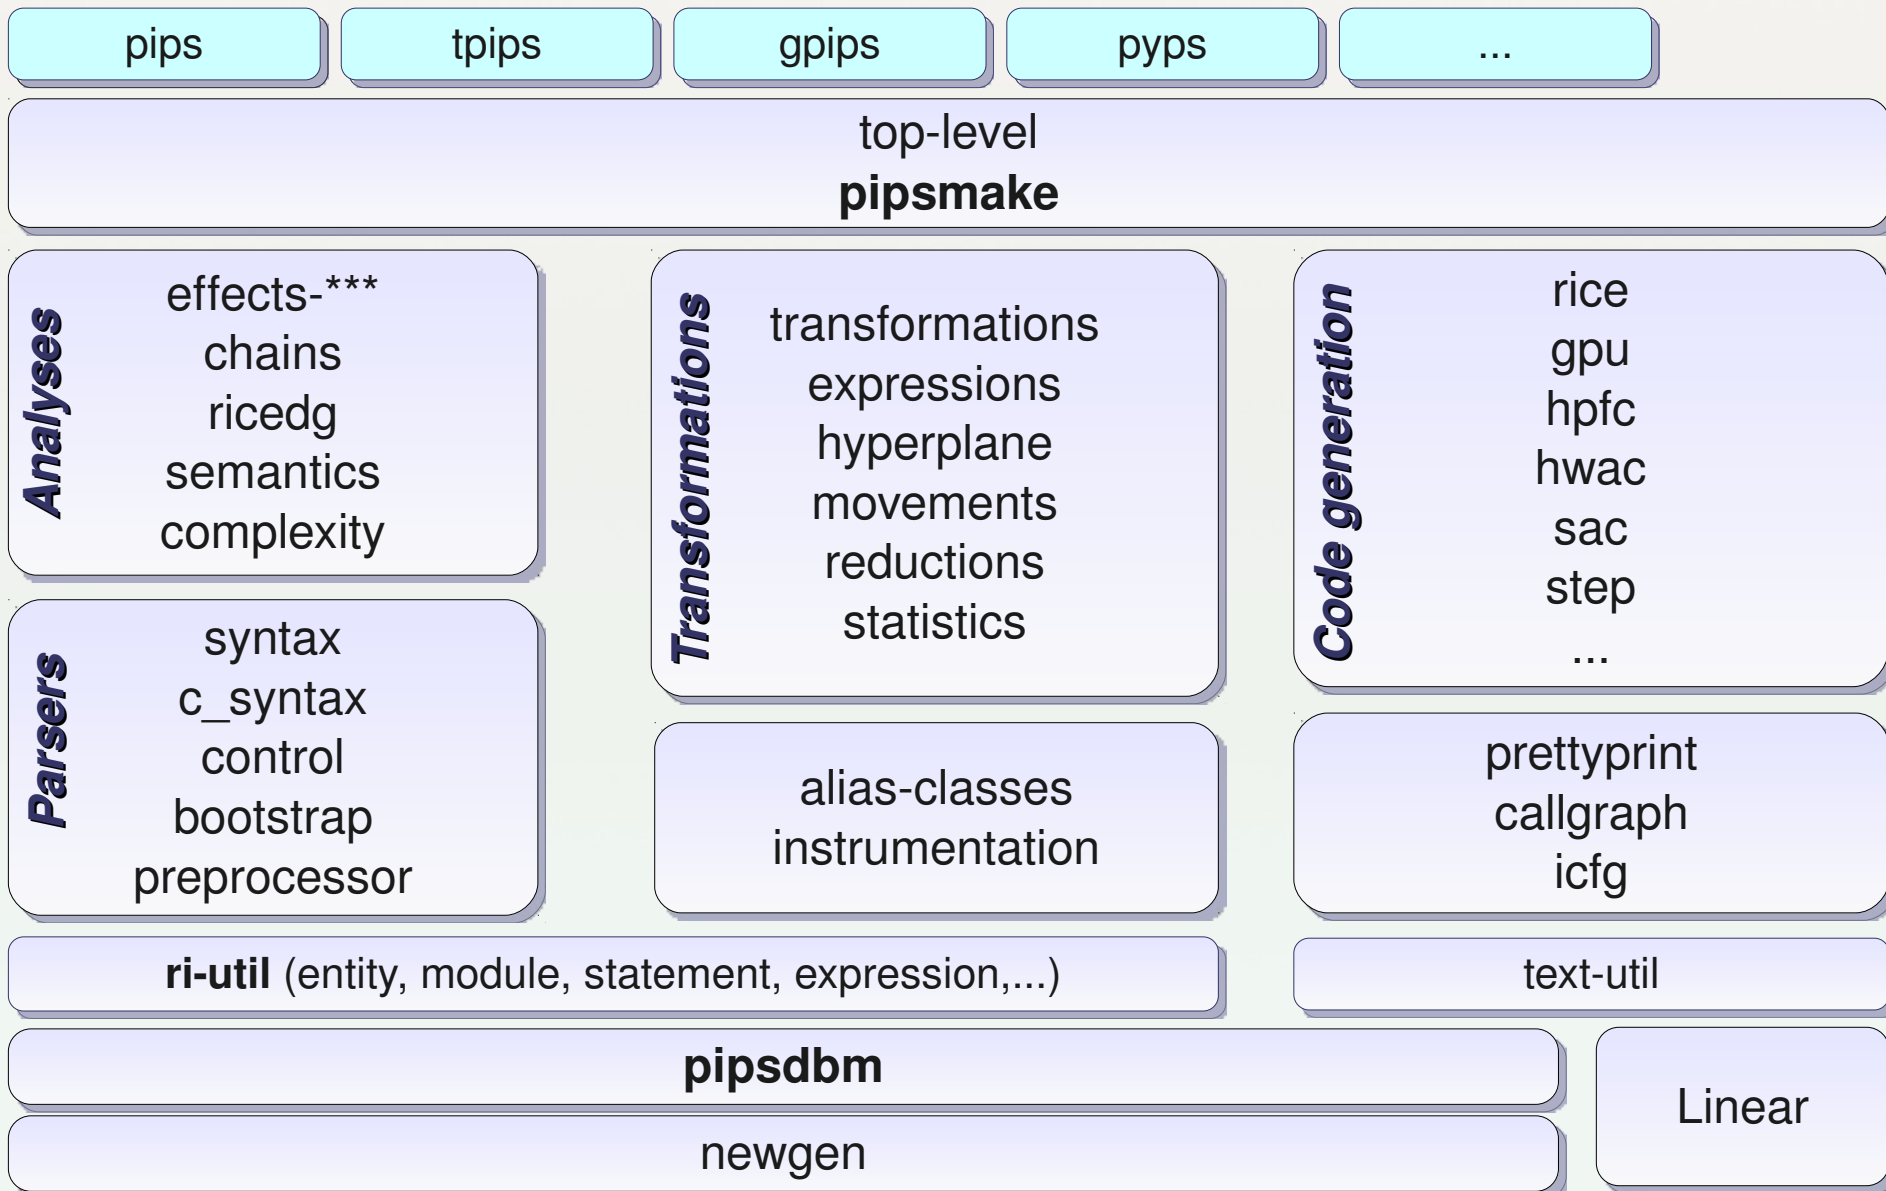 pips
tpips
gpips
pyps
...
top-level
pipsmake
Analyses
effects-***
chains
ricedg
semantics
complexity
Transformations
transformations
expressions
hyperplane
movements
reductions
statistics
Code generation
rice
gpu
hpfc
hwac
sac
step
...
Parsers
syntax
c_syntax
control
bootstrap
preprocessor
alias-classes
instrumentation
prettyprint
callgraph
icfg
ri-util (entity, module, statement, expression,...)
text-util
pipsdbm
Linear
newgen